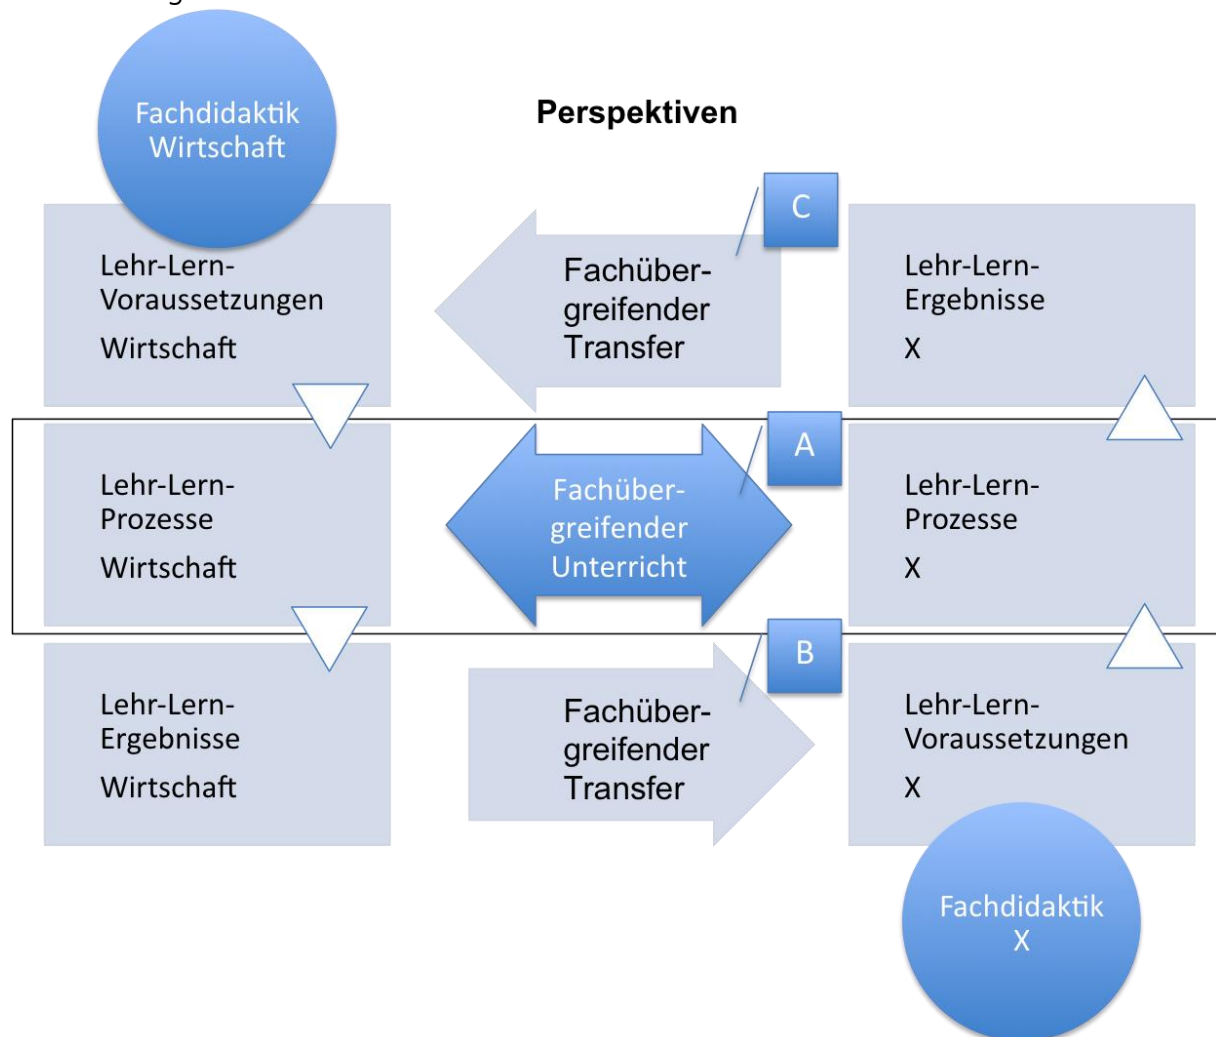 Fachdidaktik
Wirtschaft
Perspektiven
Lehr-Lern-
Voraussetzungen
Wirtschaft
Fachüber-
greifender
Transfer
C
Lehr-Lern-
Ergebnisse
X
Lehr-Lern-
Prozesse
Wirtschaft
Fachüber-
greifender
Unterricht
A
Lehr-Lern-
Prozesse
X
Lehr-Lern-
Ergebnisse
Wirtschaft
Fachüber-
greifender
Transfer
B
Lehr-Lern-
Voraussetzungen
X
Fachdidaktik
X